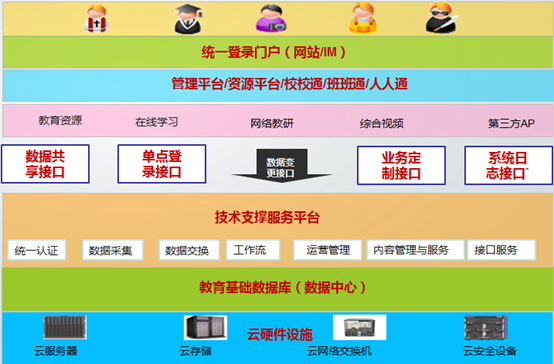 统一登录门户（网站/IM）
管理平台/资源平台/校校通/班班通/人人通
教育资源
在线学习
网络教研
综合视频
第三方AP
数据共
享接口
单点登
录接口
数据变
更接口
业务定
制接口
系统日
志接口
技术支撑服务平台
统一认证
数据采集
数据交换
工作流
运营管理
内容管理与服务
接口服务
教育基础数据库（数据中心）
云硬件设施
云服务器
云存储
云网络交换机
云安全设备